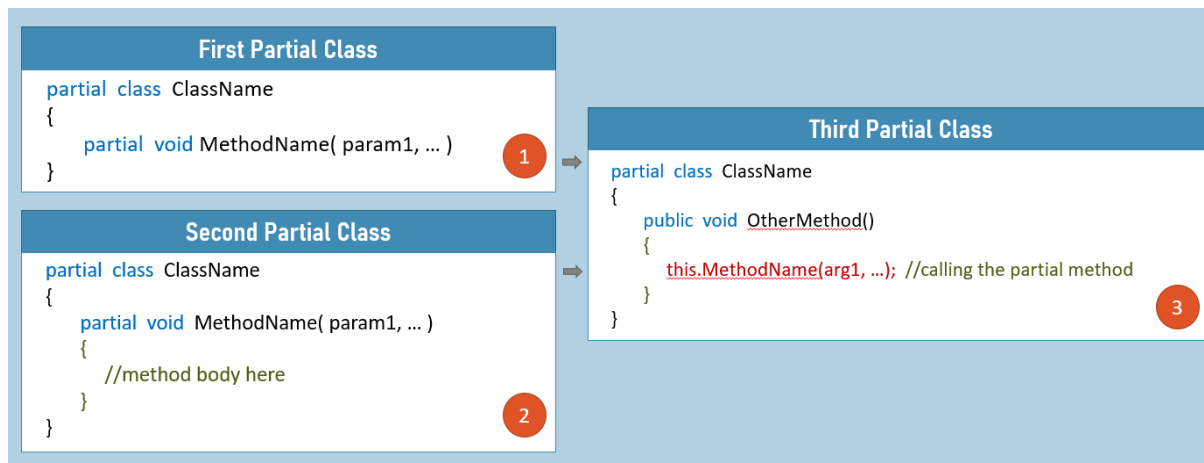 First Partial Class
partial class ClassName
{
partial void MethodName( param1, ... )
}
1
Second Partial Class
partial class ClassName
{
partial void MethodName( param1, ... )
{
//method body here
}
}
2
Third Partial Class
partial class ClassName
{
public void OtherMethod()
{
this.MethodName(arg1, ...); //calling the partial method
}
}
3